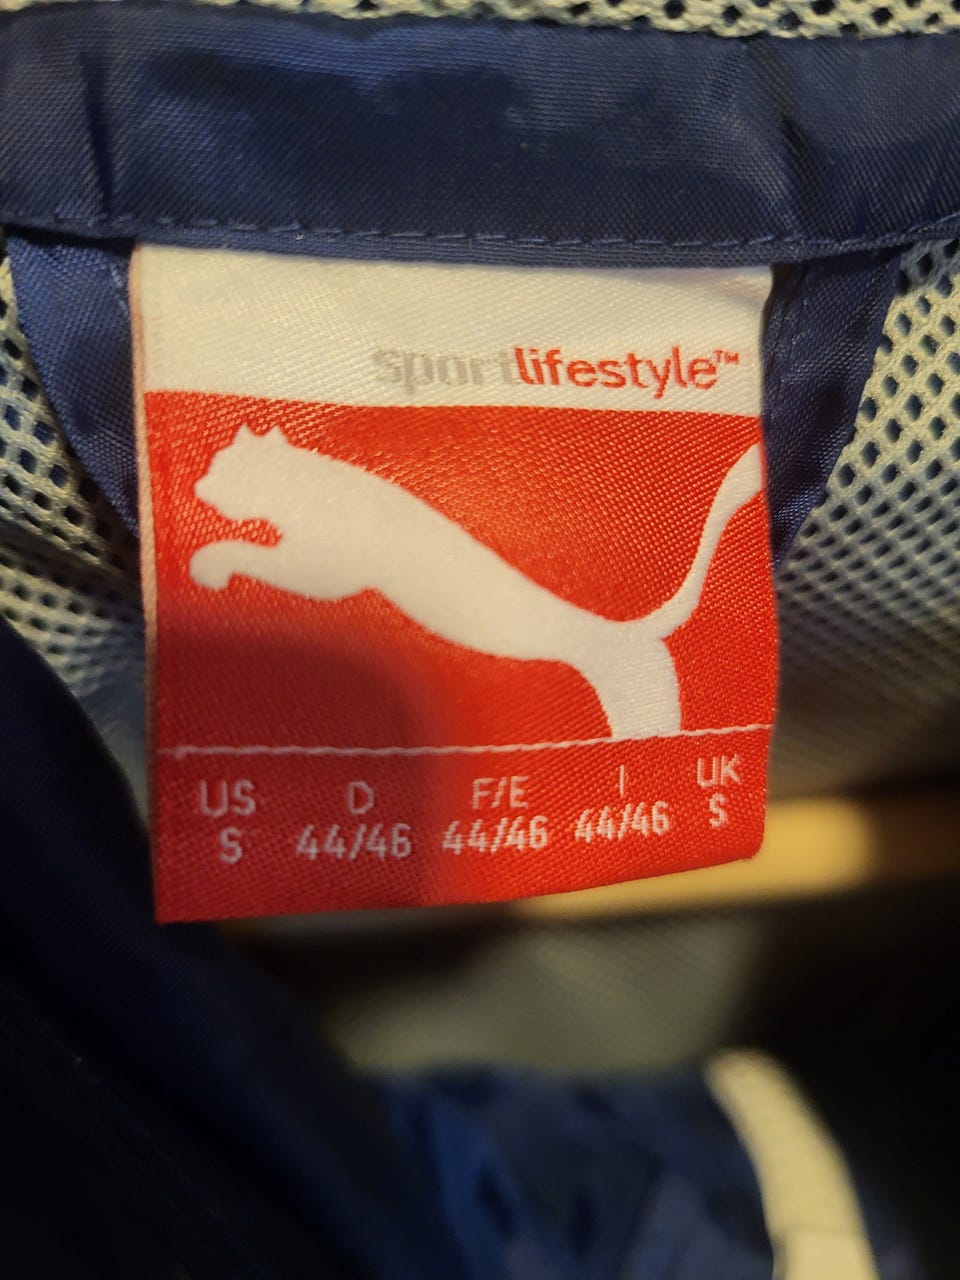 sportlifestyle™
US D F/E I UK
S 44/46 44/46 44/46 S